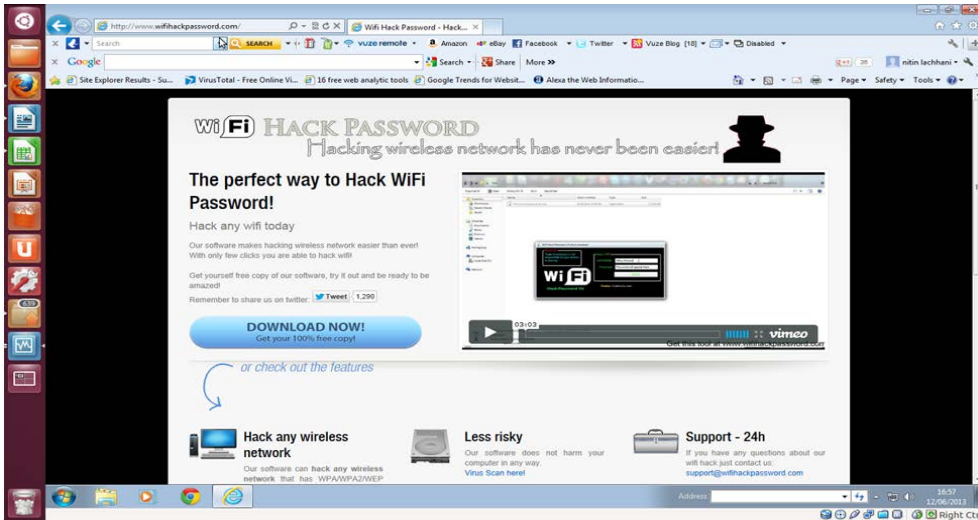 http://www.wifihackpassword.com/
Wifi Hack Password - Hack...
Search
SEARCH
vuze remote
Amazon
eBay
Facebook
Twitter
Vuze Blog [18]
Disabled
Google
Search
Share
More >>
+1
nitin lachhani
Site Explorer Results - Su...
VirusTotal - Free Online Vi...
16 free web analytic tools
Google Trends for Websit...
Alexa the Web Informatio...
Page
Safety
Tools
WiFi HACK PASSWORD
Hacking wireless network has never been easier!
The perfect way to Hack WiFi
Password!
Hack any wifi today
Our software makes hacking wireless network easier than ever!
With only few clicks you are able to hack wifi!
Get yourself free copy of our software, try it out and be ready to be
amazed!
Remember to share us on twitter:
Tweet
1,290
DOWNLOAD NOW!
Get your 100% free copy!
WiFi
03:03
vimeo
Get this tool at www.wifihackpassword.com
or check out the features
Hack any wireless
network
Our software can hack any wireless
network that has WPA/WPA2/WEP
Less risky
Our software does not harm your
computer in any way.
Virus Scan here!
Support - 24h
If you have any questions about our
wifi hack just contact us:
support@wifihackpassword.com
Address
16:57
12/06/2013
Right Ct